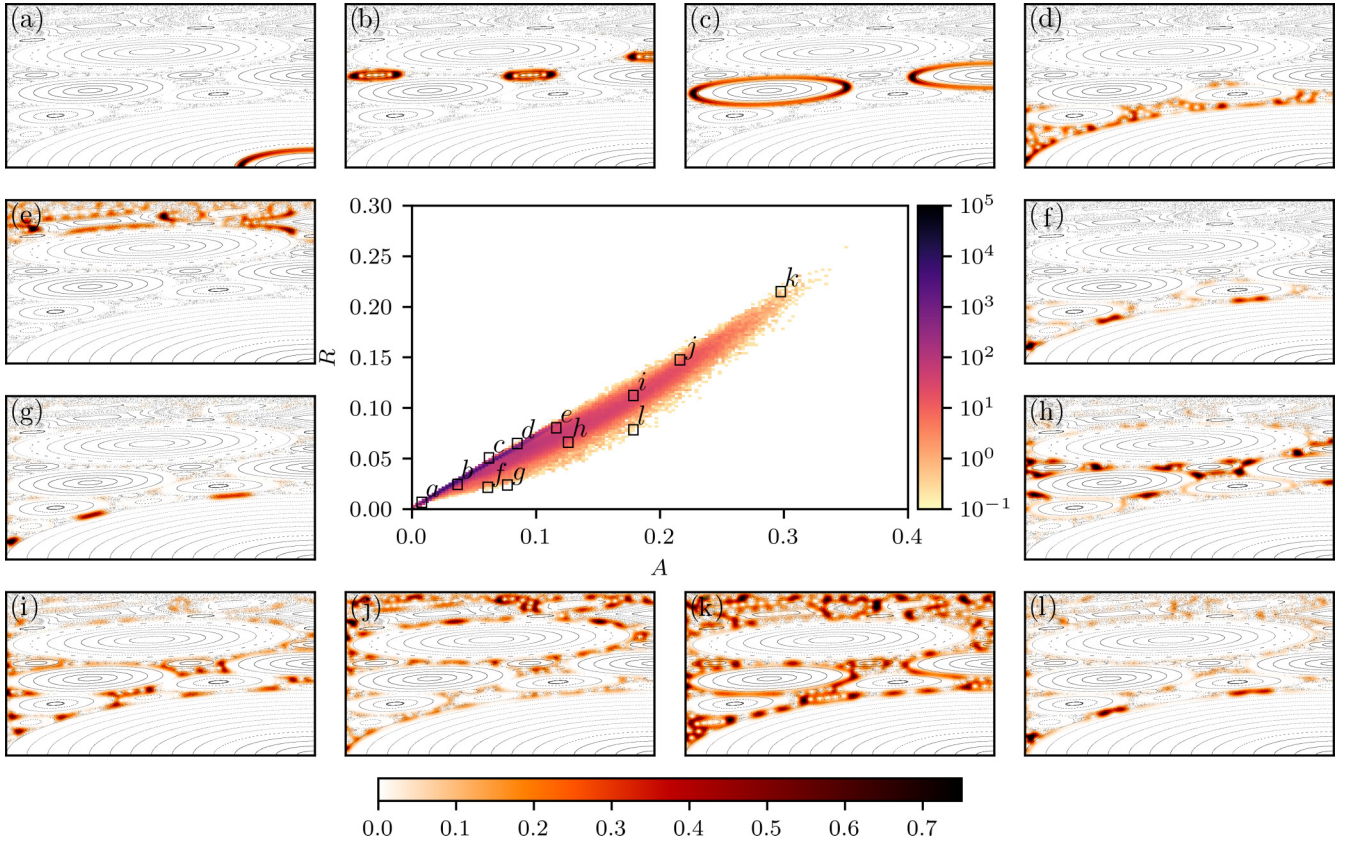 (a)
(b)
(c)
(d)
(e)
(f)
(g)
(h)
(i)
(j)
(k)
(l)
0.30
0.25
0.20
0.15
0.10
0.05
0.00
R
0.0 0.1 0.2 0.3 0.4
A
a
b
c
d
e
f
g
h
i
j
k
l
10^5
10^4
10^3
10^2
10^1
10^0
10^−1
0.0 0.1 0.2 0.3 0.4 0.5 0.6 0.7